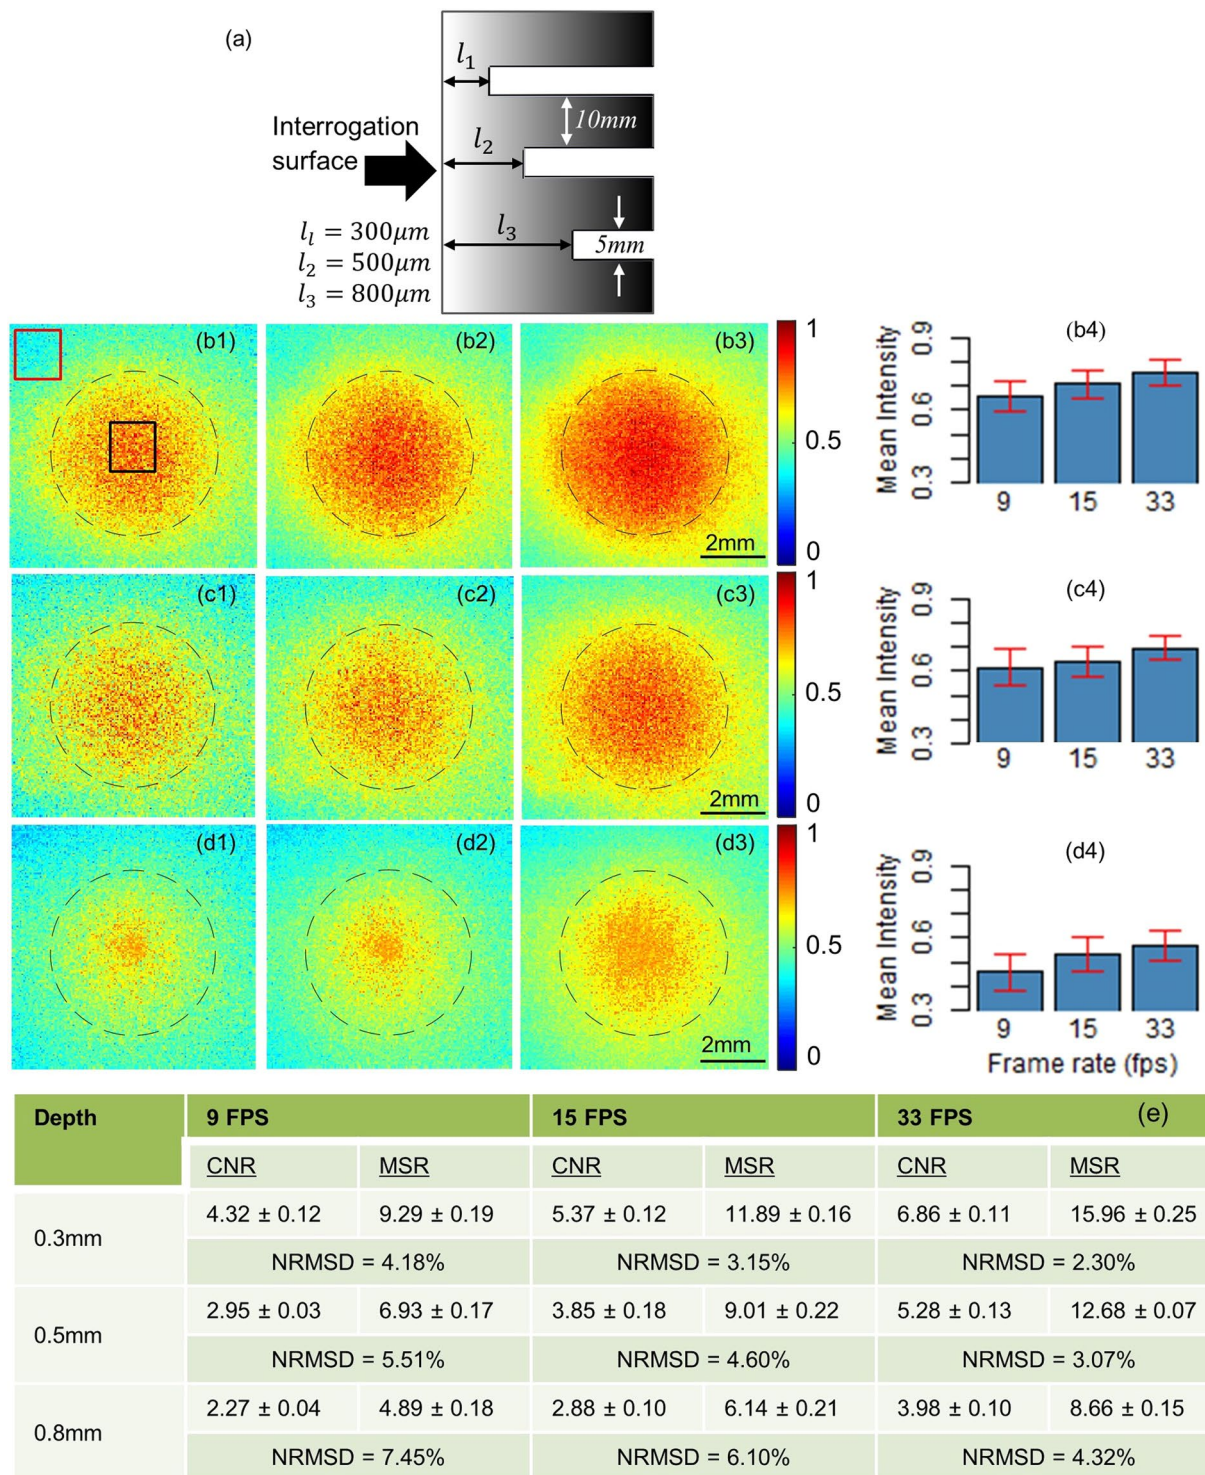 (a)
l₁
10mm
Interrogation
surface
l₂
l₃
5mm
lₗ = 300μm
l₂ = 500μm
l₃ = 800μm
(b1) (b2) (b3) 1 (b4)
0.5
2mm
0
Mean Intensity
0.9
0.6
0.3
9 15 33
(c1) (c2) (c3) 1 (c4)
0.5
2mm
0
Mean Intensity
0.9
0.6
0.3
9 15 33
(d1) (d2) (d3) 1 (d4)
0.5
2mm
0
Mean Intensity
0.9
0.6
0.3
9 15 33
Frame rate (fps)
Depth 9 FPS 15 FPS 33 FPS (e)
CNR MSR CNR MSR CNR MSR
0.3mm
4.32 ± 0.12 9.29 ± 0.19 5.37 ± 0.12 11.89 ± 0.16 6.86 ± 0.11 15.96 ± 0.25
NRMSD = 4.18% NRMSD = 3.15% NRMSD = 2.30%
0.5mm
2.95 ± 0.03 6.93 ± 0.17 3.85 ± 0.18 9.01 ± 0.22 5.28 ± 0.13 12.68 ± 0.07
NRMSD = 5.51% NRMSD = 4.60% NRMSD = 3.07%
0.8mm
2.27 ± 0.04 4.89 ± 0.18 2.88 ± 0.10 6.14 ± 0.21 3.98 ± 0.10 8.66 ± 0.15
NRMSD = 7.45% NRMSD = 6.10% NRMSD = 4.32%